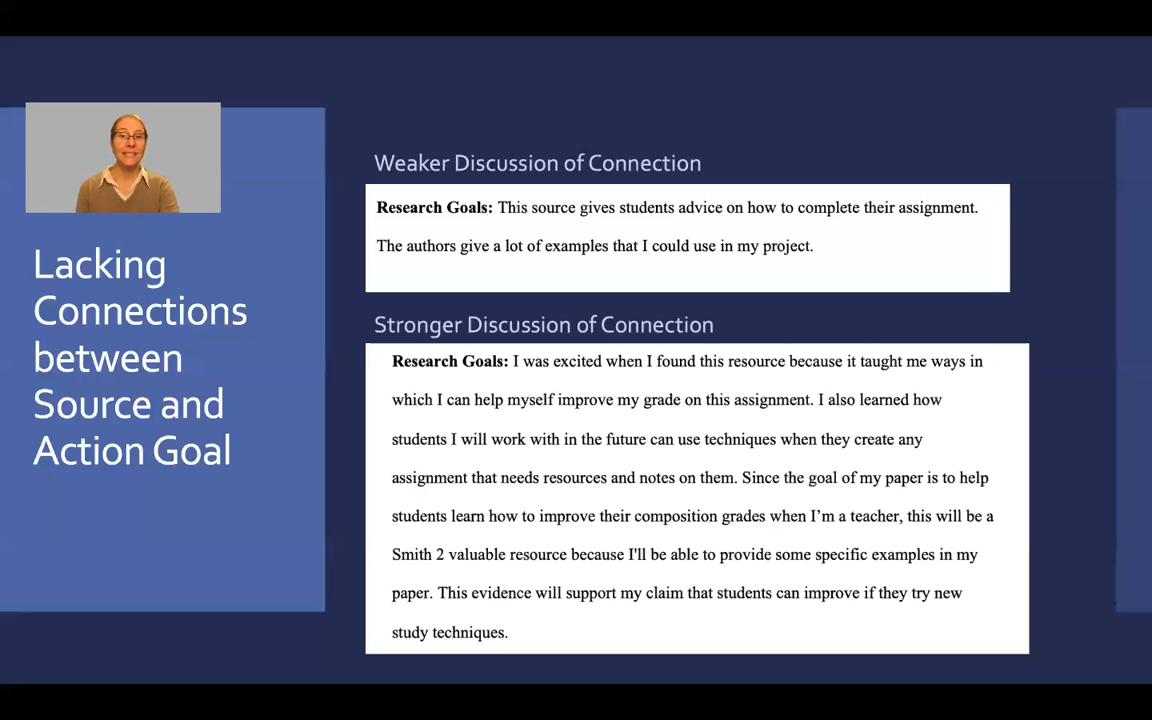 Lacking
Connections
between
Source and
Action Goal
Weaker Discussion of Connection
Research Goals: This source gives students advice on how to complete their assignment.
The authors give a lot of examples that I could use in my project.
Stronger Discussion of Connection
Research Goals: I was excited when I found this resource because it taught me ways in
which I can help myself improve my grade on this assignment. I also learned how
students I will work with in the future can use techniques when they create any
assignment that needs resources and notes on them. Since the goal of my paper is to help
students learn how to improve their composition grades when I’m a teacher, this will be a
Smith 2 valuable resource because I'll be able to provide some specific examples in my
paper. This evidence will support my claim that students can improve if they try new
study techniques.